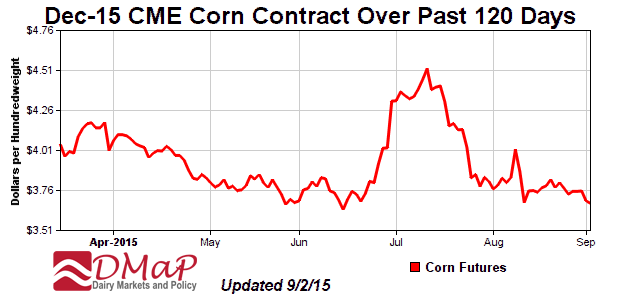 Dec-15 CME Corn Contract Over Past 120 Days
Dollars per Hundredweight
$4.76
$4.51
$4.26
$4.01
$3.76
$3.51
Apr-2015 May Jun Jul Aug Sep
DMaP
Dairy Markets and Policy
Updated 9/2/15
Corn Futures